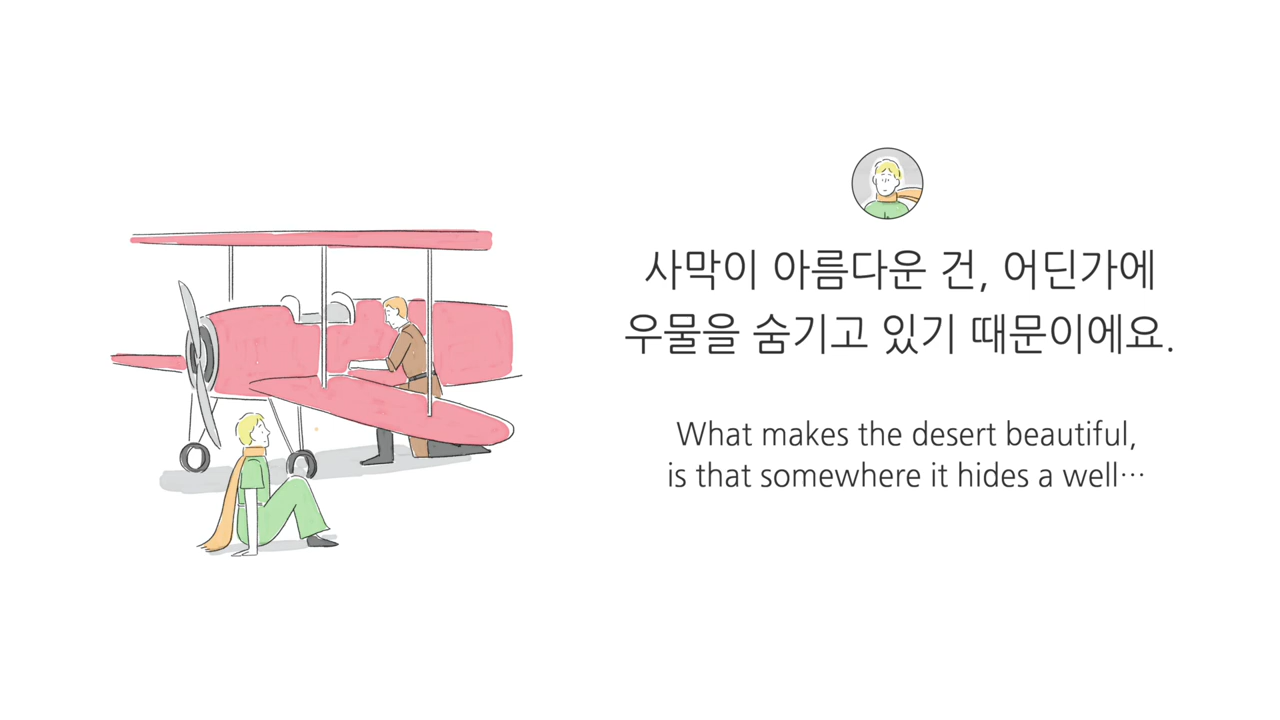 사막이 아름다운 건, 어딘가에
우물을 숨기고 있기 때문이에요.
What makes the desert beautiful,
is that somewhere it hides a well…